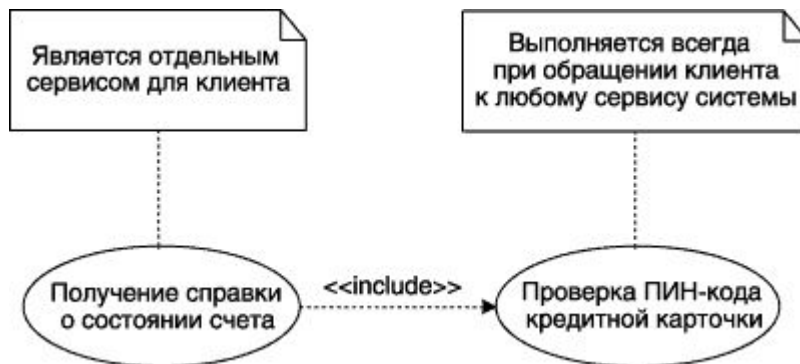 Является отдельным
сервисом для клиента
Выполняется всегда
при обращении клиента
к любому сервису системы
Получение справки
о состоянии счета
<<include>>
Проверка ПИН-кода
кредитной карточки